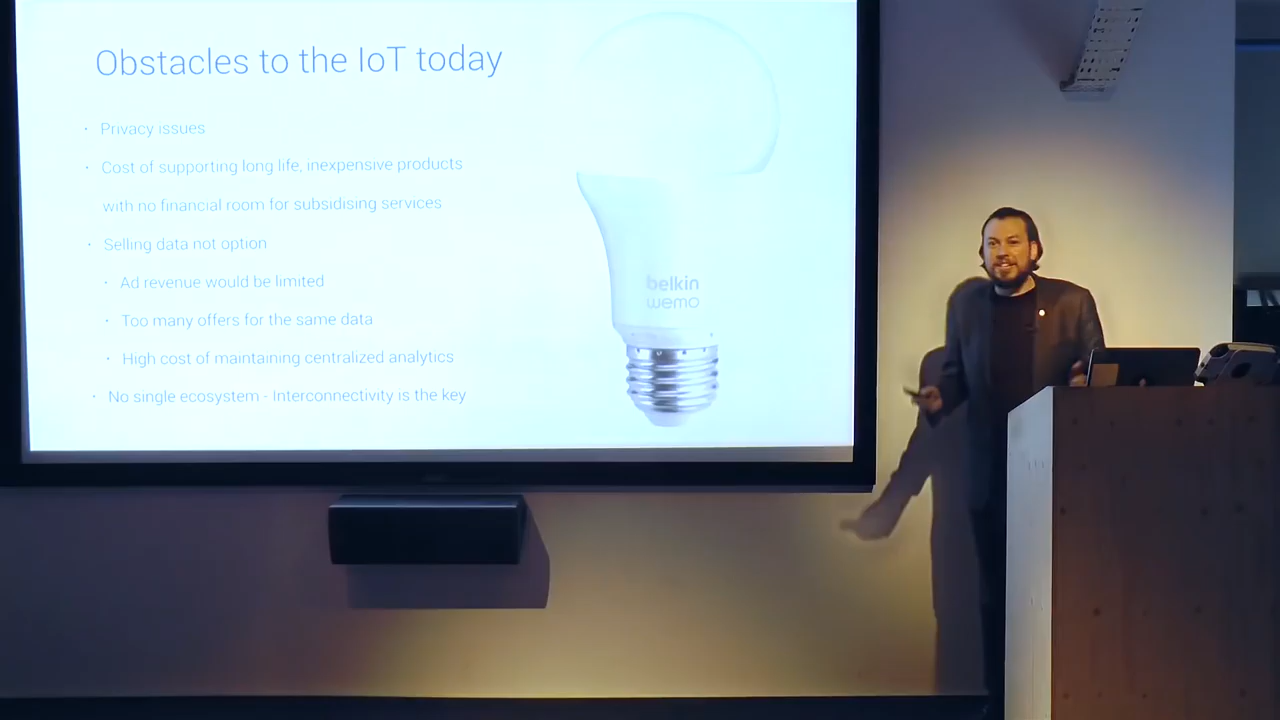 Obstacles to the IoT today
· Privacy issues
· Cost of supporting long life, inexpensive products
with no financial room for subsidising services
· Selling data not option
· Ad revenue would be limited
· Too many offers for the same data
· High cost of maintaining centralized analytics
· No single ecosystem - Interconnectivity is the key
belkin
wemo